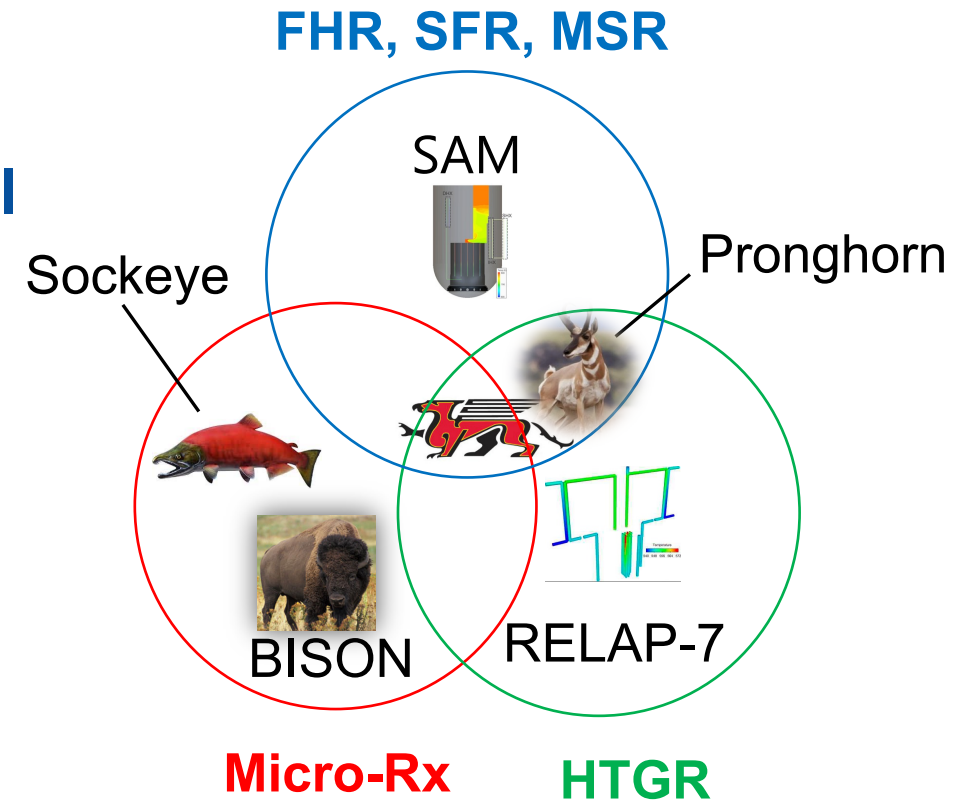 FHR, SFR, MSR
SAM
Sockeye
Pronghorn
BISON
RELAP-7
Micro-Rx
HTGR